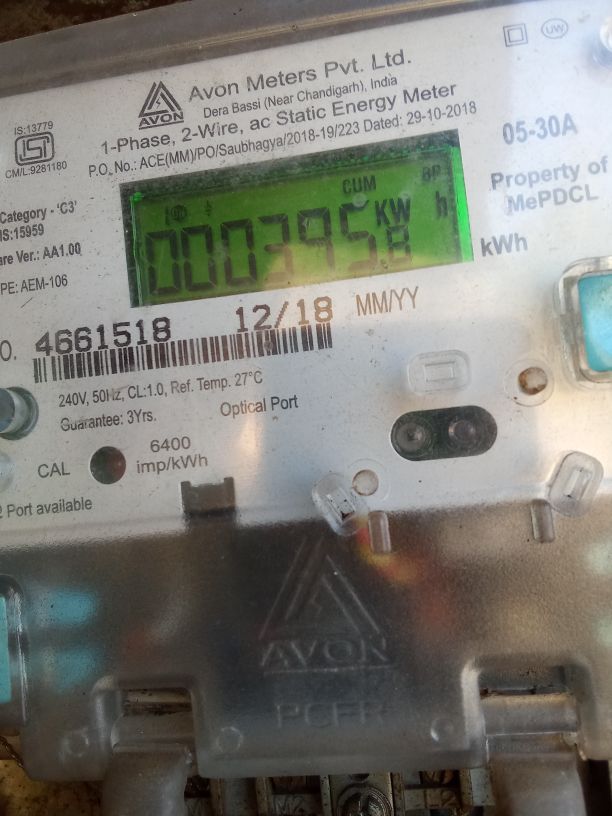 AVON
Avon Meters Pvt. Ltd.
Dera Bassi (Near Chandigarh), India
1-Phase, 2-Wire, ac Static Energy Meter
P.O. No.: ACE(MM)/PO/Saubhagya/2018-19/223 Dated: 29-10-2018
UW
IS:13779
ISI
CM/L:9281180
05-30A
Property of
MePDCL
Category - 'C3'
IS:15959
are Ver.: AA1.00
PE: AEM-106
CUM BP
000395.8 KW h
kWh
O. 4661518 12/18 MM/YY
240V, 50Hz, CL:1.0, Ref. Temp. 27°C
Guarantee: 3Yrs.
Optical Port
CAL
6400
imp/kWh
2 Port available
AVON